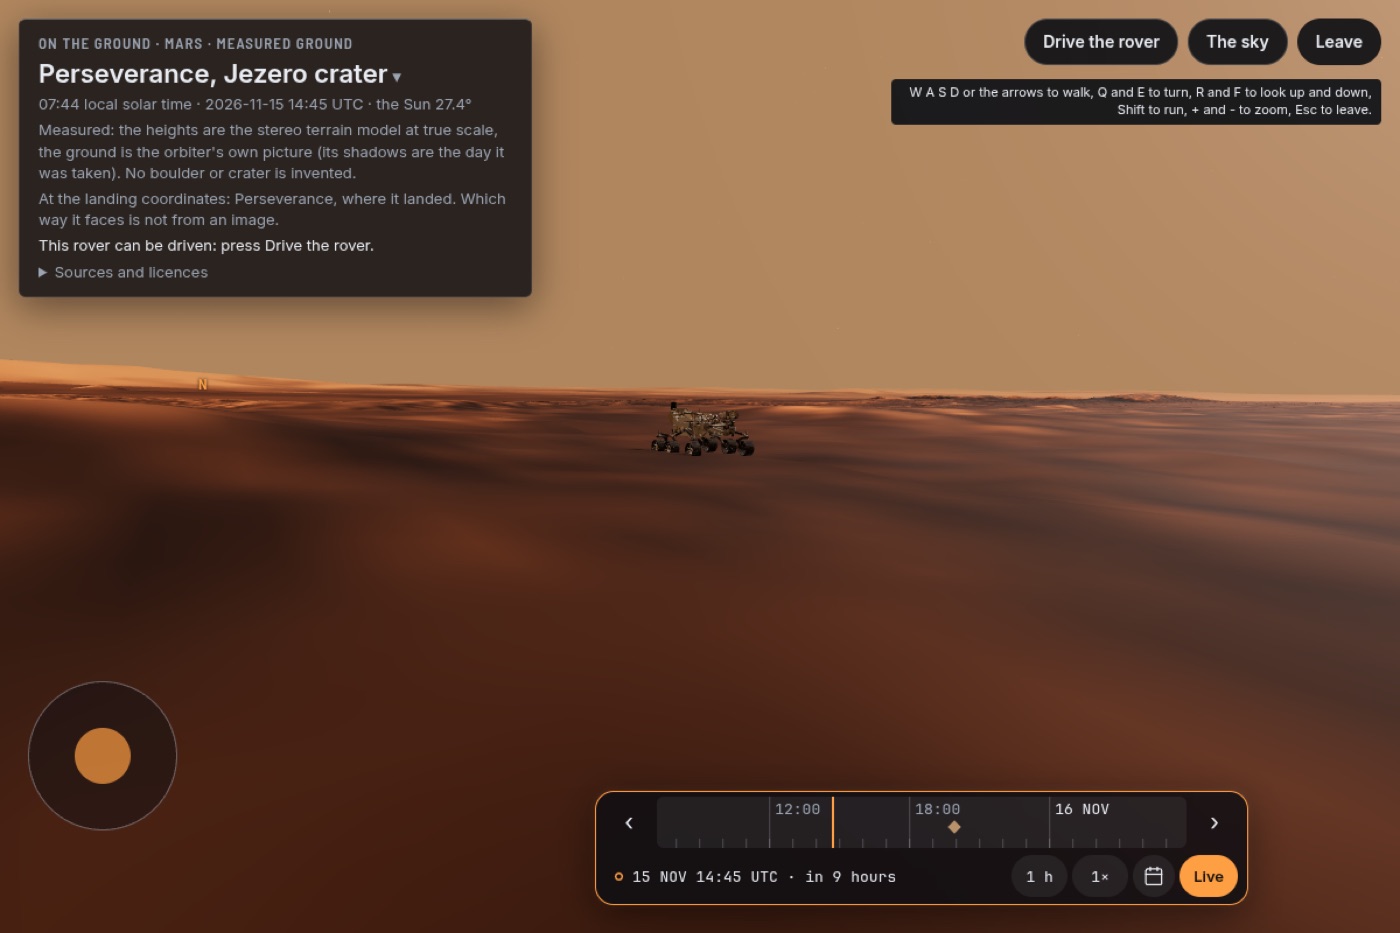 ON THE GROUND · MARS · MEASURED GROUND
Perseverance, Jezero crater ▾
07:44 local solar time · 2026-11-15 14:45 UTC · the Sun 27.4°
Measured: the heights are the stereo terrain model at true scale,
the ground is the orbiter's own picture (its shadows are the day it
was taken). No boulder or crater is invented.
At the landing coordinates: Perseverance, where it landed. Which
way it faces is not from an image.
This rover can be driven: press Drive the rover.
▶ Sources and licences
Drive the rover
The sky
Leave
W A S D or the arrows to walk, Q and E to turn, R and F to look up and down,
Shift to run, + and - to zoom, Esc to leave.
N
‹
12:00
18:00
16 NOV
›
15 NOV 14:45 UTC · in 9 hours
1 h
1×
Live